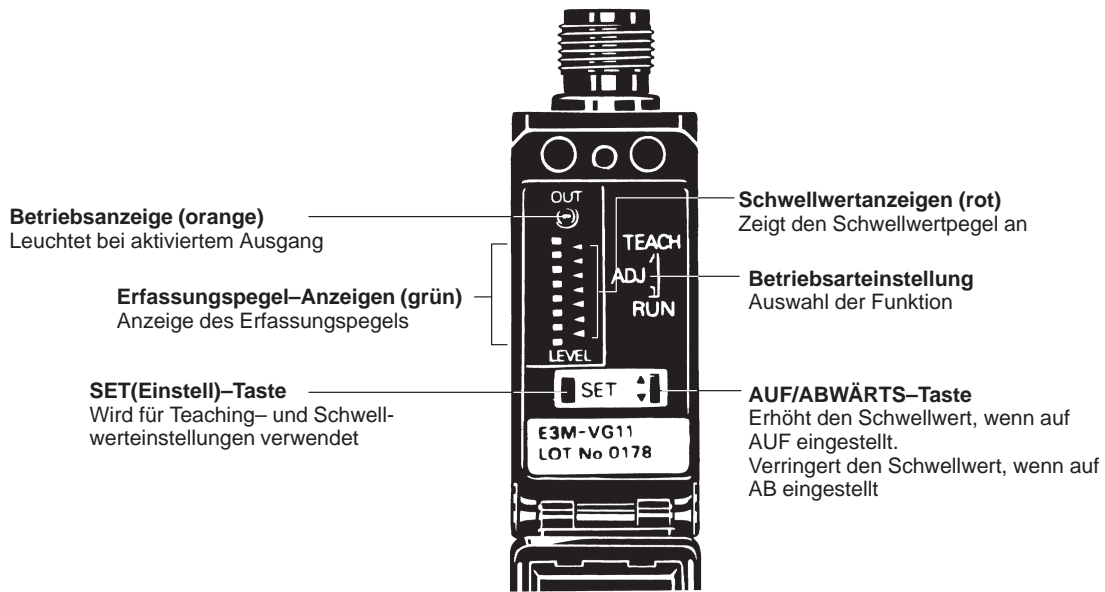 Betriebsanzeige (orange)
Leuchtet bei aktiviertem Ausgang
Erfassungspegel–Anzeigen (grün)
Anzeige des Erfassungspegels
SET(Einstell)–Taste
Wird für Teaching– und Schwell-
werteinstellungen verwendet
OUT
TEACH
ADJ
RUN
LEVEL
SET
E3M-VG11
LOT No 0178
Schwellwertanzeigen (rot)
Zeigt den Schwellwertpegel an
Betriebsarteinstellung
Auswahl der Funktion
AUF/ABWÄRTS–Taste
Erhöht den Schwellwert, wenn auf
AUF eingestellt.
Verringert den Schwellwert, wenn auf
AB eingestellt